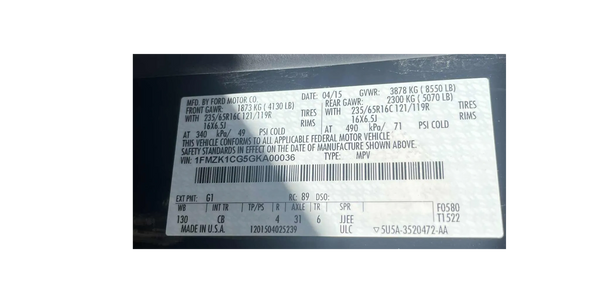 MFD. BY FORD MOTOR CO. DATE: 04/15 GVWR: 3878 KG ( 8550 LB)
FRONT GAWR: 1873 KG ( 4130 LB) REAR GAWR: 2300 KG ( 5070 LB)
WITH 235/65R16C 121/119R TIRES WITH 235/65R16C 121/119R TIRES
16X6.5J RIMS 16X6.5J RIMS
AT 340 kPa/ 49 PSI COLD AT 490 kPa/ 71 PSI COLD
THIS VEHICLE CONFORMS TO ALL APPLICABLE FEDERAL MOTOR VEHICLE
SAFETY STANDARDS IN EFFECT ON THE DATE OF MANUFACTURE SHOWN ABOVE.
VIN: 1FMZK1CG5GKA00036 TYPE: MPV
EXT PNT: G1 RC: 89 DSO:
WB INT TR TP/PS R AXLE TR SPR F0580
130 CB 4 31 6 JJEE T1522
MADE IN U.S.A. 1201504025239 ULC ▽5U5A-3520472-AA